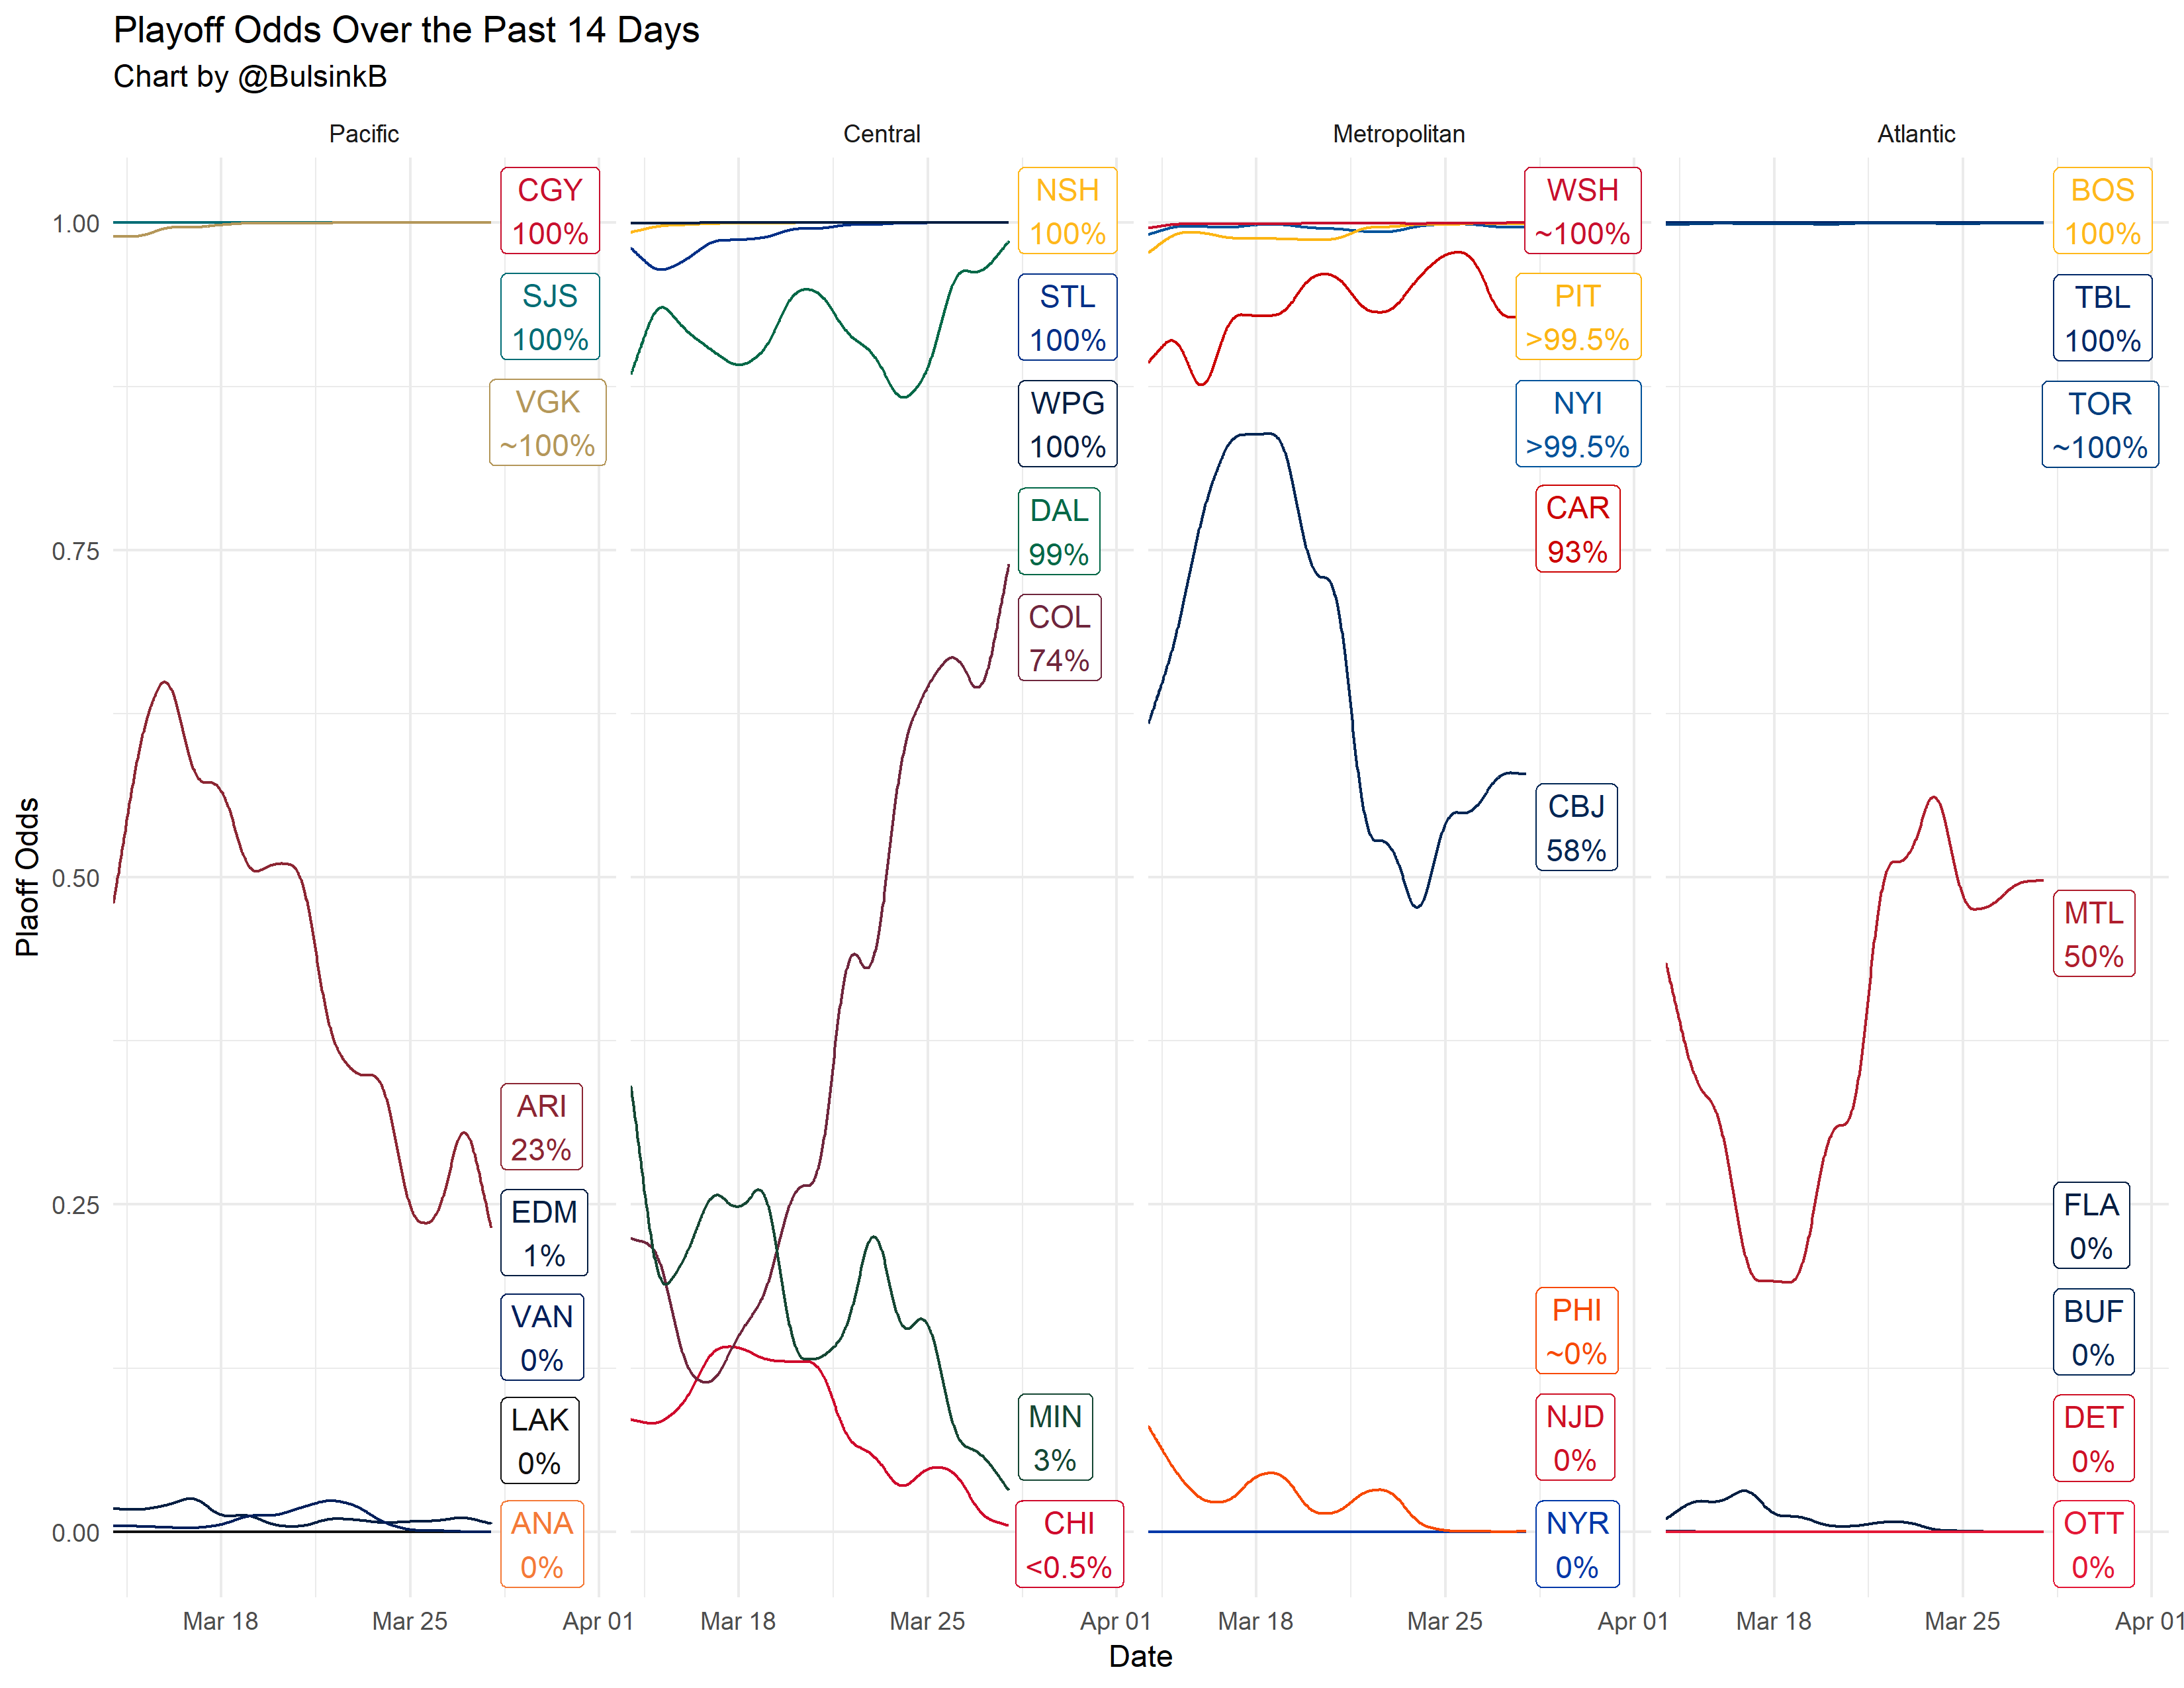 Playoff Odds Over the Past 14 Days
Chart by @BulsinkB
Pacific
Central
Metropolitan
Atlantic
Plaoff Odds
1.00
0.75
0.50
0.25
0.00
CGY
100%
SJS
100%
VGK
~100%
ARI
23%
EDM
1%
VAN
0%
LAK
0%
ANA
0%
NSH
100%
STL
100%
WPG
100%
DAL
99%
COL
74%
MIN
3%
CHI
<0.5%
WSH
~100%
PIT
>99.5%
NYI
>99.5%
CAR
93%
CBJ
58%
PHI
~0%
NJD
0%
NYR
0%
BOS
100%
TBL
100%
TOR
~100%
MTL
50%
FLA
0%
BUF
0%
DET
0%
OTT
0%
Mar 18 Mar 25 Apr 01
Mar 18 Mar 25 Apr 01
Mar 18 Mar 25 Apr 01
Mar 18 Mar 25 Apr 01
Date